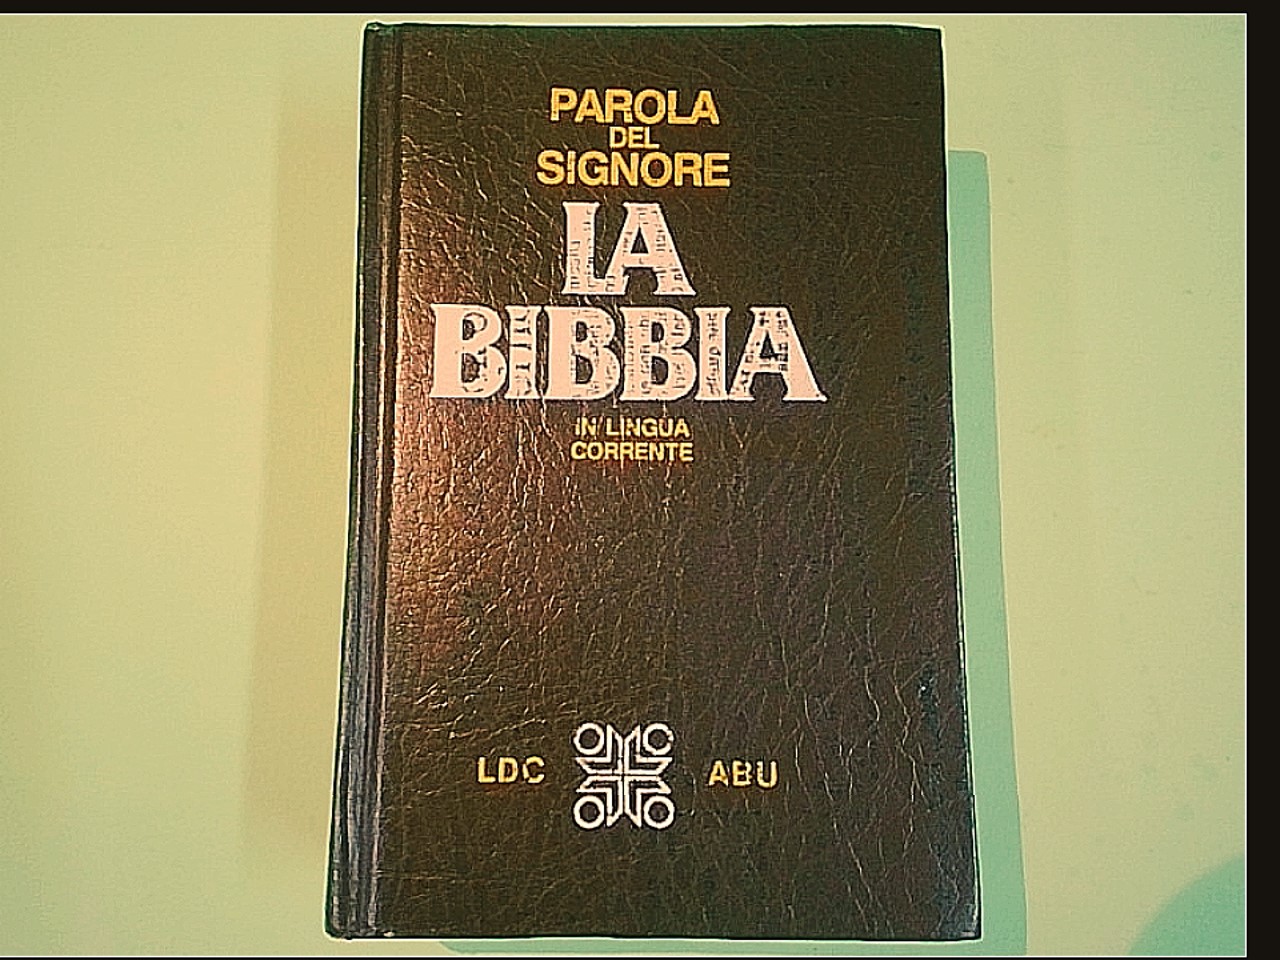 PAROLA
DEL
SIGNORE
LA
BIBBIA
IN LINGUA
CORRENTE
LDC ABU